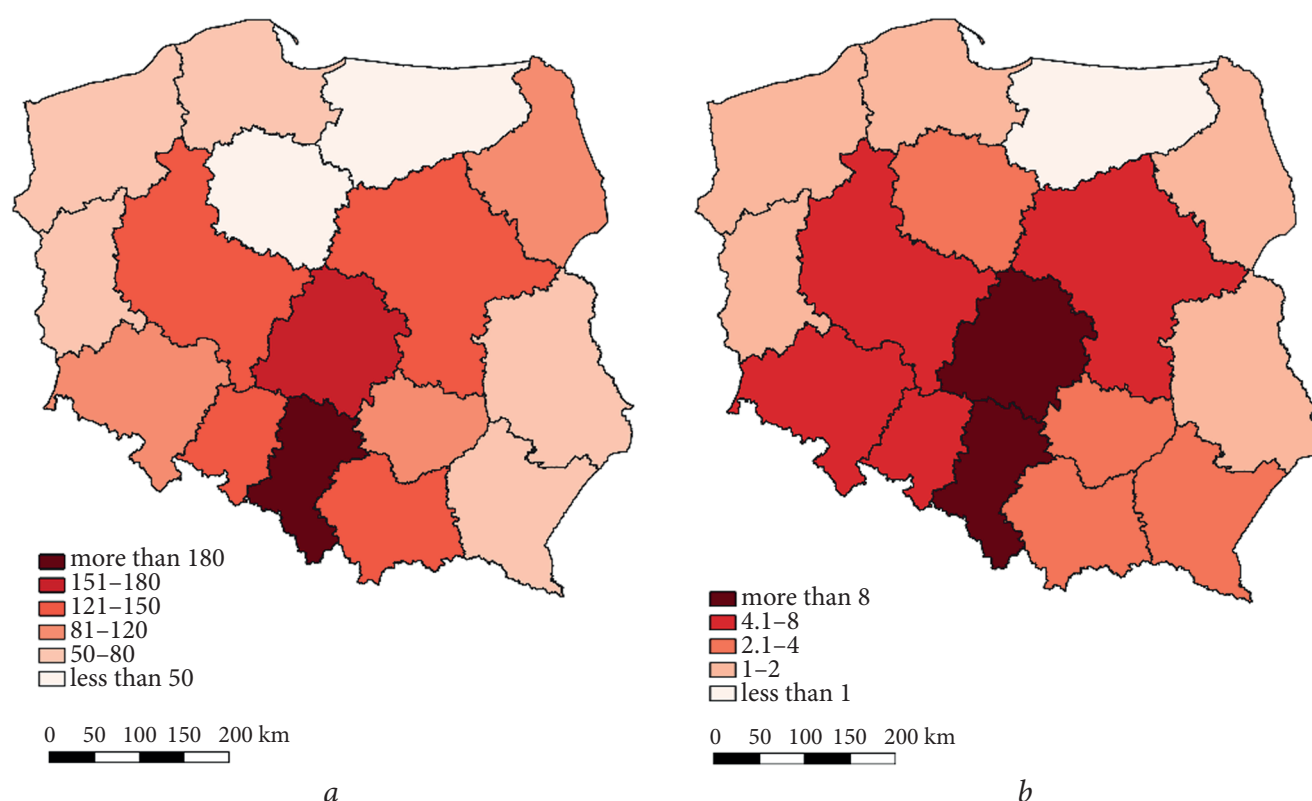 more than 180
151–180
121–150
81–120
50–80
less than 50
0 50 100 150 200 km
a
more than 8
4.1–8
2.1–4
1–2
less than 1
0 50 100 150 200 km
b